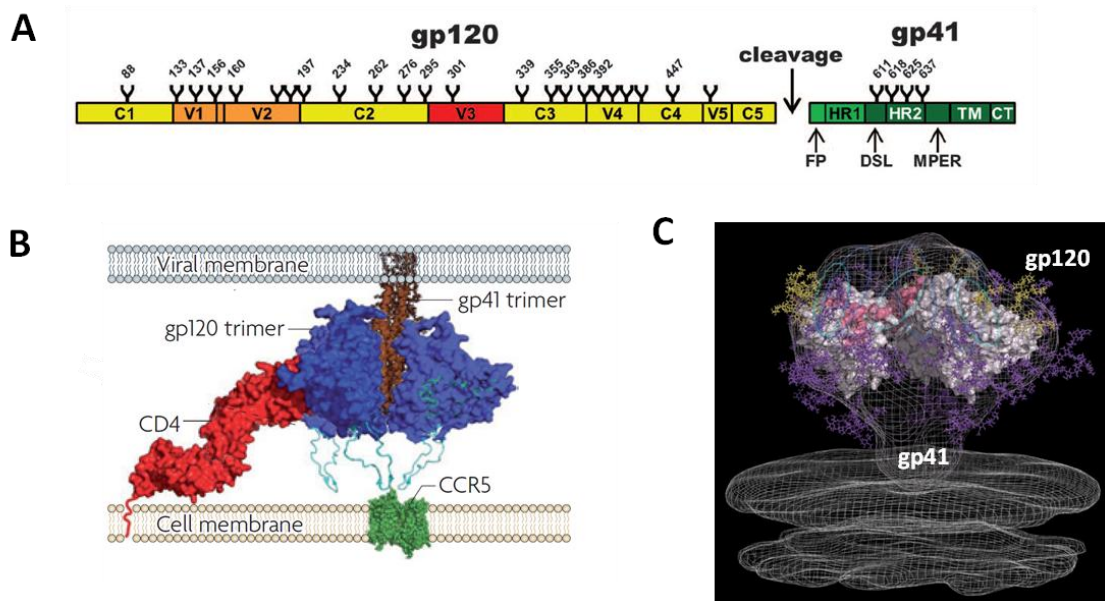 A
gp120
gp41
cleavage
88 133 137 156 160 197 234 262 276 295 301 339 355 363 386 392 447 611 618 625 637
C1 V1 V2 C2 V3 C3 V4 C4 V5 C5 HR1 HR2 TM CT
FP DSL MPER
B
Viral membrane
gp41 trimer
gp120 trimer
CD4
CCR5
Cell membrane
C
gp120
gp41